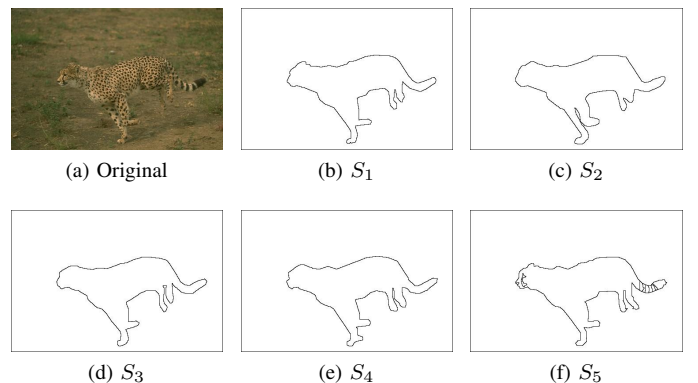 (a) Original
(b) S₁
(c) S₂
(d) S₃
(e) S₄
(f) S₅